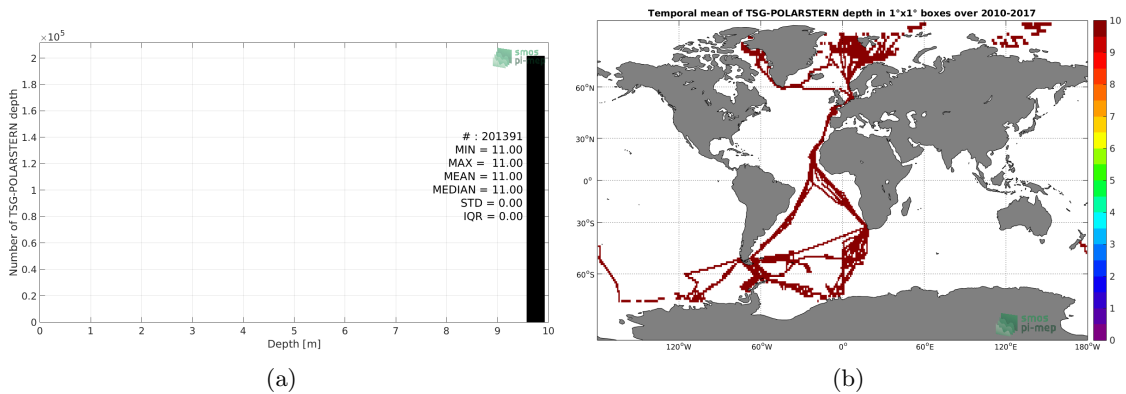 ×10⁵
smos
pi-mep
2
1.8
1.6
1.4
1.2
1
0.8
0.6
0.4
0.2
0
Number of TSG-POLARSTERN depth
# : 201391
MIN = 11.00
MAX = 11.00
MEAN = 11.00
MEDIAN = 11.00
STD = 0.00
IQR = 0.00
0 1 2 3 4 5 6 7 8 9 10
Depth [m]
(a)
Temporal mean of TSG-POLARSTERN depth in 1°x1° boxes over 2010-2017
60°N
30°N
0°
30°S
60°S
120°W 60°W 0° 60°E 120°E 180°W
smos
pi-mep
10
9
8
7
6
5
4
3
2
1
0
(b)